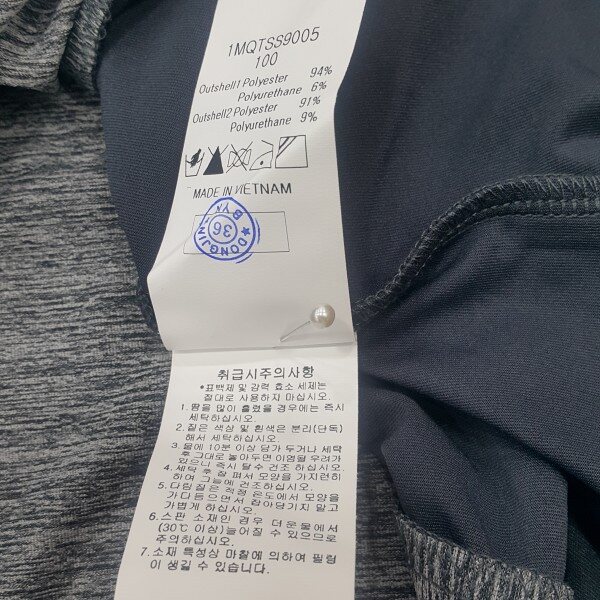 1MQTSS9005
100
Outshell1 Polyester 94%
Polyurethane 6%
Outshell2 Polyester 91%
Polyurethane 9%
MADE IN VIETNAM
DONGJIN
36
취급시주의사항
*표백제 및 강력 효소 세제는
절대로 사용하지 마십시오.
1. 땀을 많이 흘렸을 경우에는 즉시
세탁하십시오.
2. 짙은 색상 및 흰색은 분리(단독)
해서 세탁하십시오.
3. 물에 10분 이상 담가 두거나 세탁
후 그대로 놓아두면 이염될 우려가
있으니 즉시 탈수 건조 하십시오.
4. 세탁 후 잘 펴서 모양을 가지런히
하여 그늘에 건조하십시오.
5. 다림질은 적정 온도에서 모양을
가다듬으면서 잡아당기지 말고
가볍게 하십시오.
6. 스판 소재인 경우 더운물에서
(30℃ 이상)늘어질 수 있으므로
주의하십시오.
7. 소재 특성상 마찰에 의하여 필링
이 생길 수 있습니다.